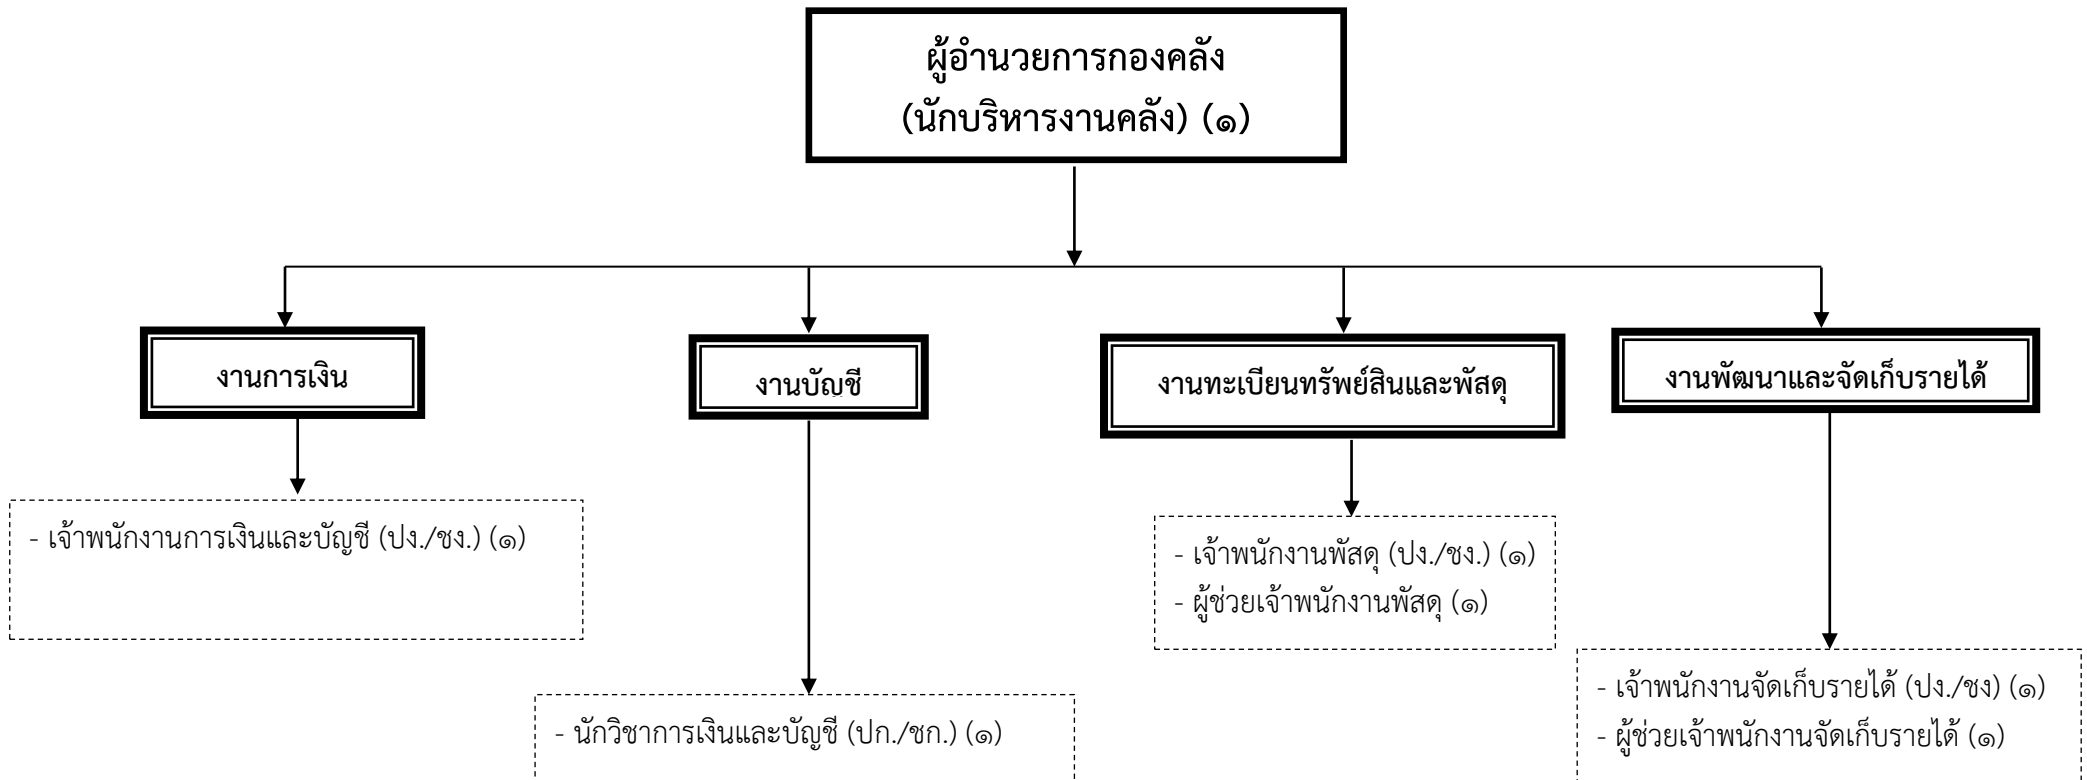 ผู้อำนวยการกองคลัง
(นักบริหารงานคลัง) (๑)
งานการเงิน
งานบัญชี
งานทะเบียนทรัพย์สินและพัสดุ
งานพัฒนาและจัดเก็บรายได้
- เจ้าพนักงานการเงินและบัญชี (ปง./ชง.) (๑)
- นักวิชาการเงินและบัญชี (ปก./ชก.) (๑)
- เจ้าพนักงานพัสดุ (ปง./ชง.) (๑)
- ผู้ช่วยเจ้าพนักงานพัสดุ (๑)
- เจ้าพนักงานจัดเก็บรายได้ (ปง./ชง) (๑)
- ผู้ช่วยเจ้าพนักงานจัดเก็บรายได้ (๑)